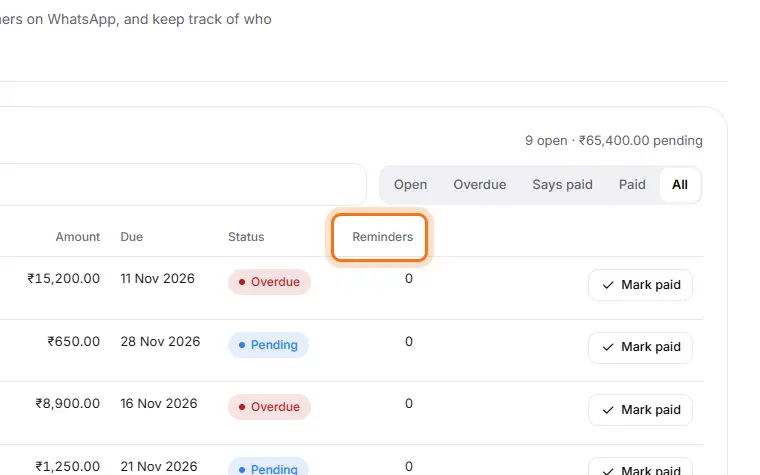 ers on WhatsApp, and keep track of who
9 open · ₹65,400.00 pending
Open Overdue Says paid Paid All
Amount Due Status Reminders
₹15,200.00 11 Nov 2026 Overdue 0 Mark paid
₹650.00 28 Nov 2026 Pending 0 Mark paid
₹8,900.00 16 Nov 2026 Overdue 0 Mark paid
₹1,250.00 21 Nov 2026 Pending 0 Mark paid